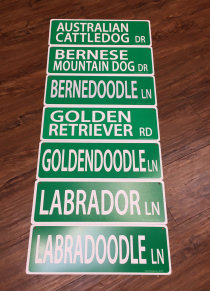 AUSTRALIAN
CATTLEDOG DR
BERNESE
MOUNTAIN DOG DR
BERNEDOODLE LN
GOLDEN
RETRIEVER RD
GOLDENDOODLE LN
LABRADOR LN
LABRADOODLE LN